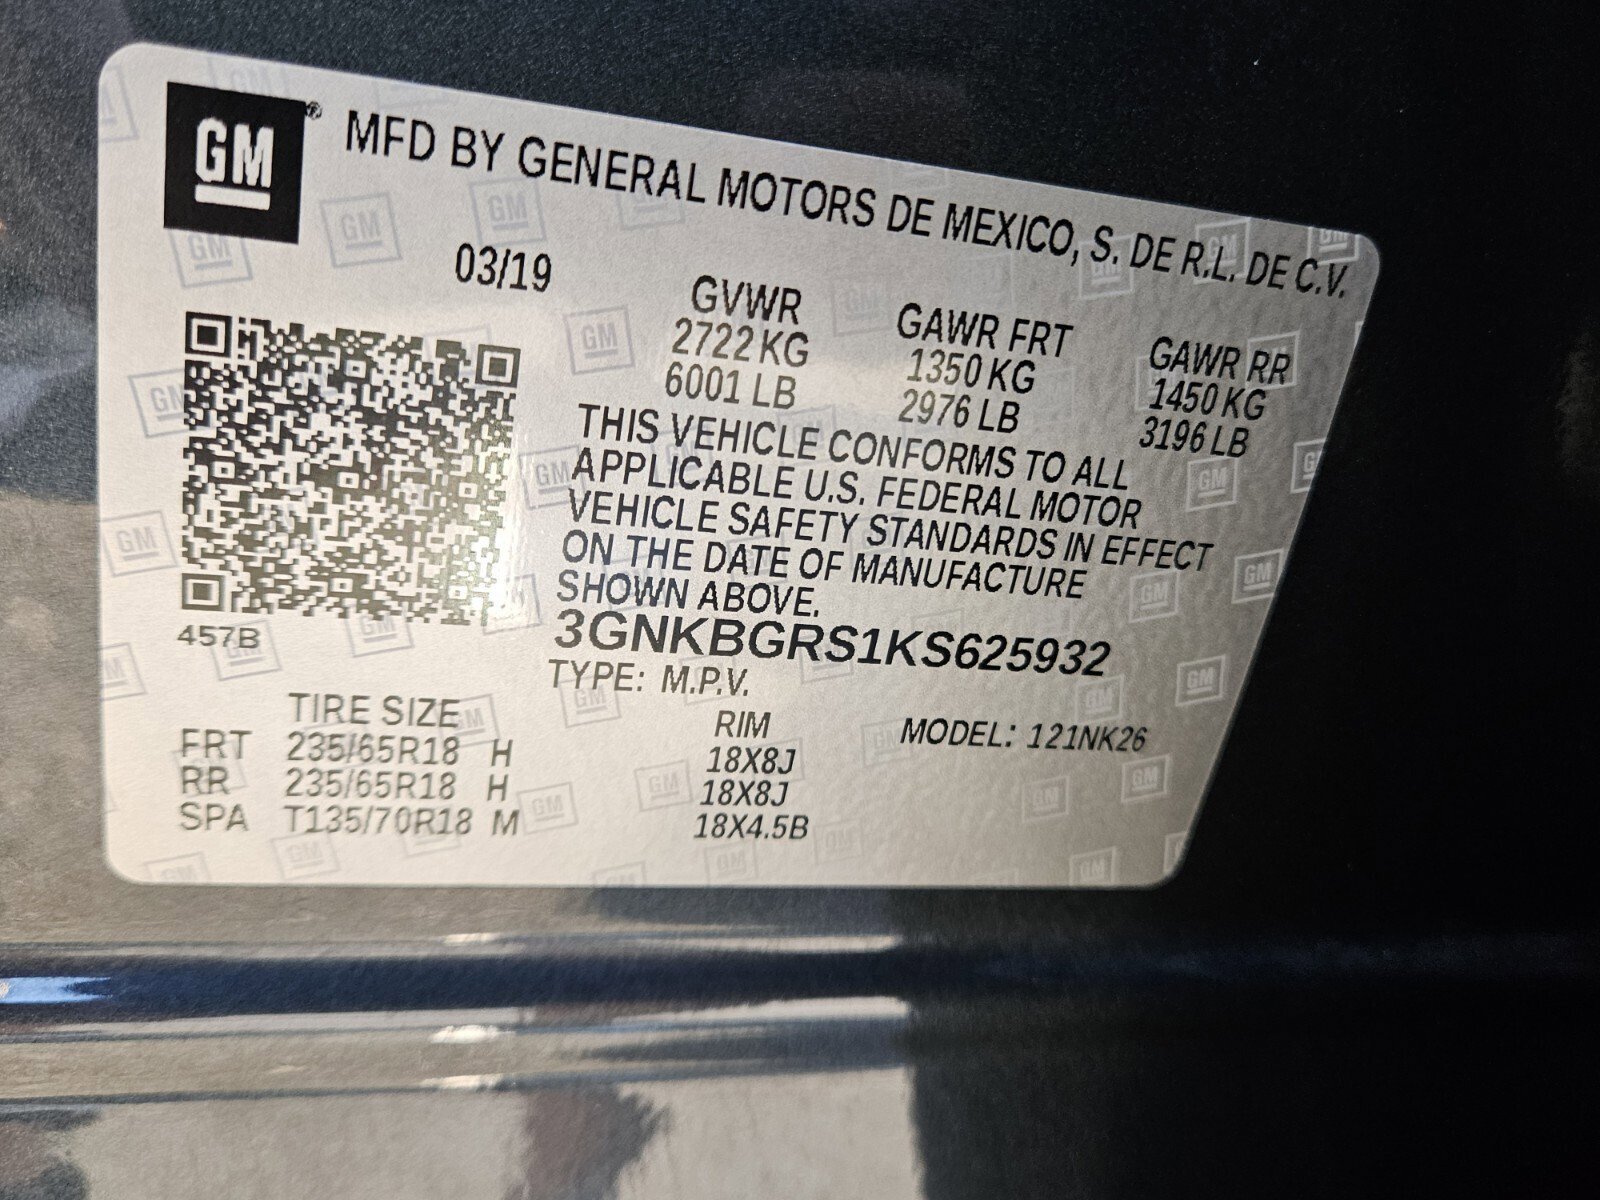 GM® MFD BY GENERAL MOTORS DE MEXICO, S. DE R.L. DE C.V.
03/19
GVWR GAWR FRT GAWR RR
2722 KG 1350 KG 1450 KG
6001 LB 2976 LB 3196 LB
THIS VEHICLE CONFORMS TO ALL
APPLICABLE U.S. FEDERAL MOTOR
VEHICLE SAFETY STANDARDS IN EFFECT
ON THE DATE OF MANUFACTURE
SHOWN ABOVE.
457B
3GNKBGRS1KS625932
TYPE: M.P.V.
TIRE SIZE RIM MODEL: 121NK26
FRT 235/65R18 H 18X8J
RR 235/65R18 H 18X8J
SPA T135/70R18 M 18X4.5B